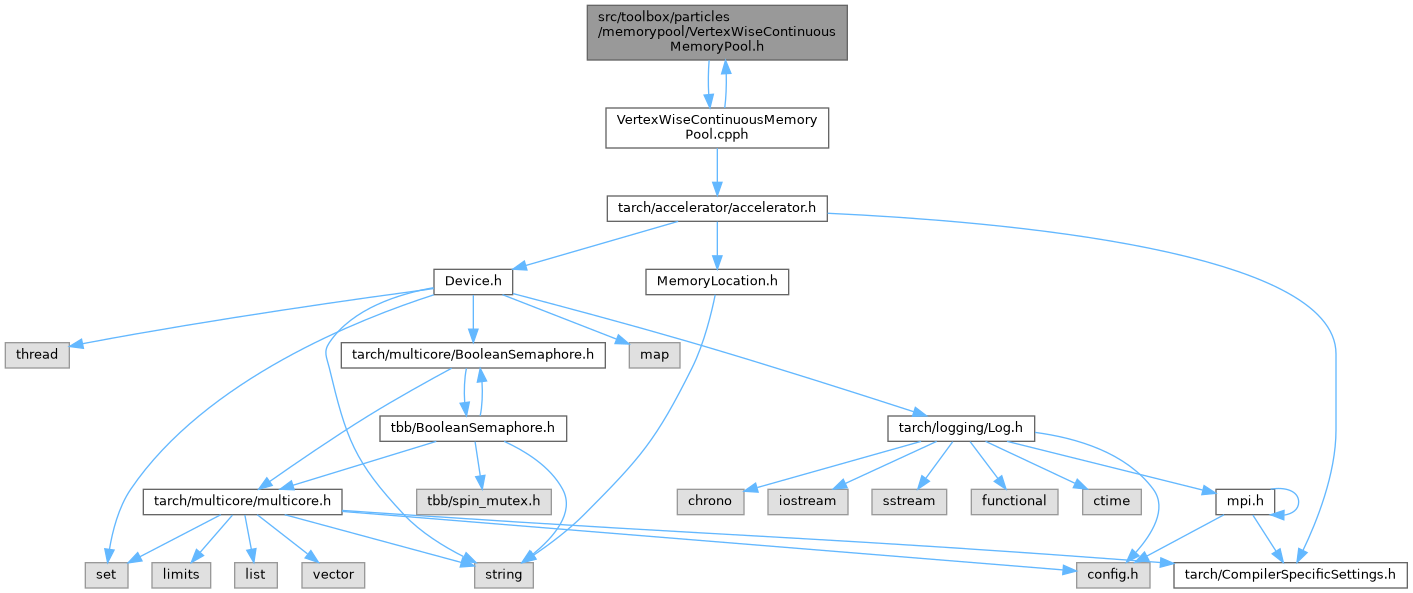 src/toolbox/particles
/memorypool/VertexWiseContinuous
MemoryPool.h
VertexWiseContinuousMemory
Pool.cpph
tarch/accelerator/accelerator.h
Device.h
MemoryLocation.h
thread
tarch/multicore/BooleanSemaphore.h
map
tbb/BooleanSemaphore.h
tarch/logging/Log.h
tarch/multicore/multicore.h
tbb/spin_mutex.h
chrono
iostream
sstream
functional
ctime
mpi.h
set
limits
list
vector
string
config.h
tarch/CompilerSpecificSettings.h